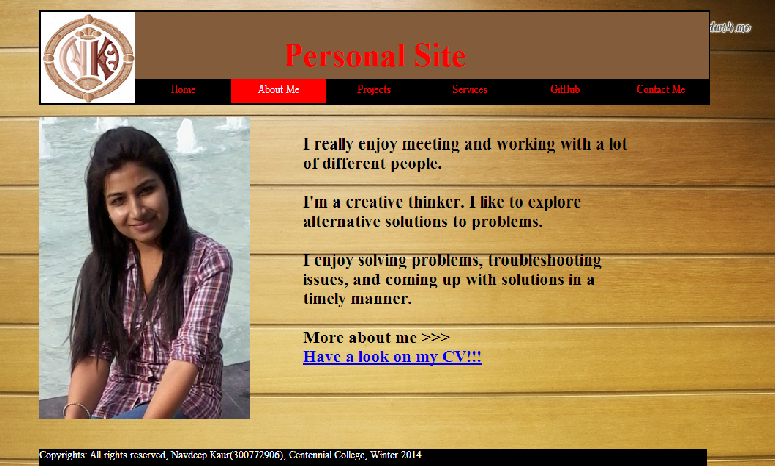 Personal Site
Home About Me Projects Services GitHub Contact Me
I really enjoy meeting and working with a lot
of different people.
I'm a creative thinker. I like to explore
alternative solutions to problems.
I enjoy solving problems, troubleshooting
issues, and coming up with solutions in a
timely manner.
More about me >>>
Have a look on my CV!!!
Copyrights: All rights reserved, Navdeep Kaur(300772906), Centennial College, Winter 2014